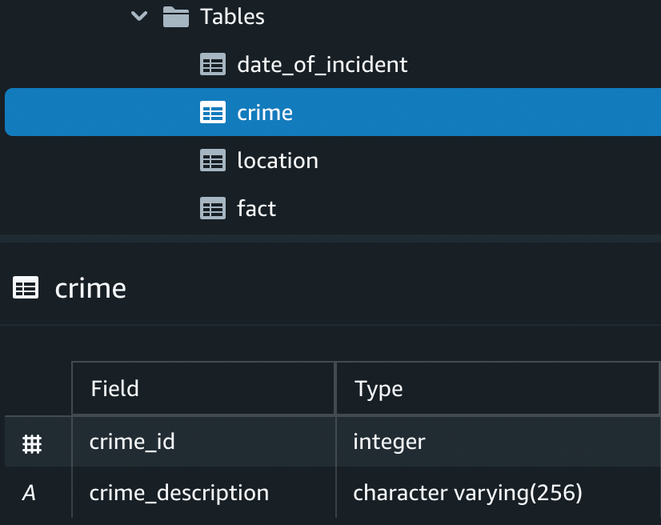 Tables
date_of_incident
crime
location
fact
crime
Field Type
crime_id integer
A crime_description character varying(256)